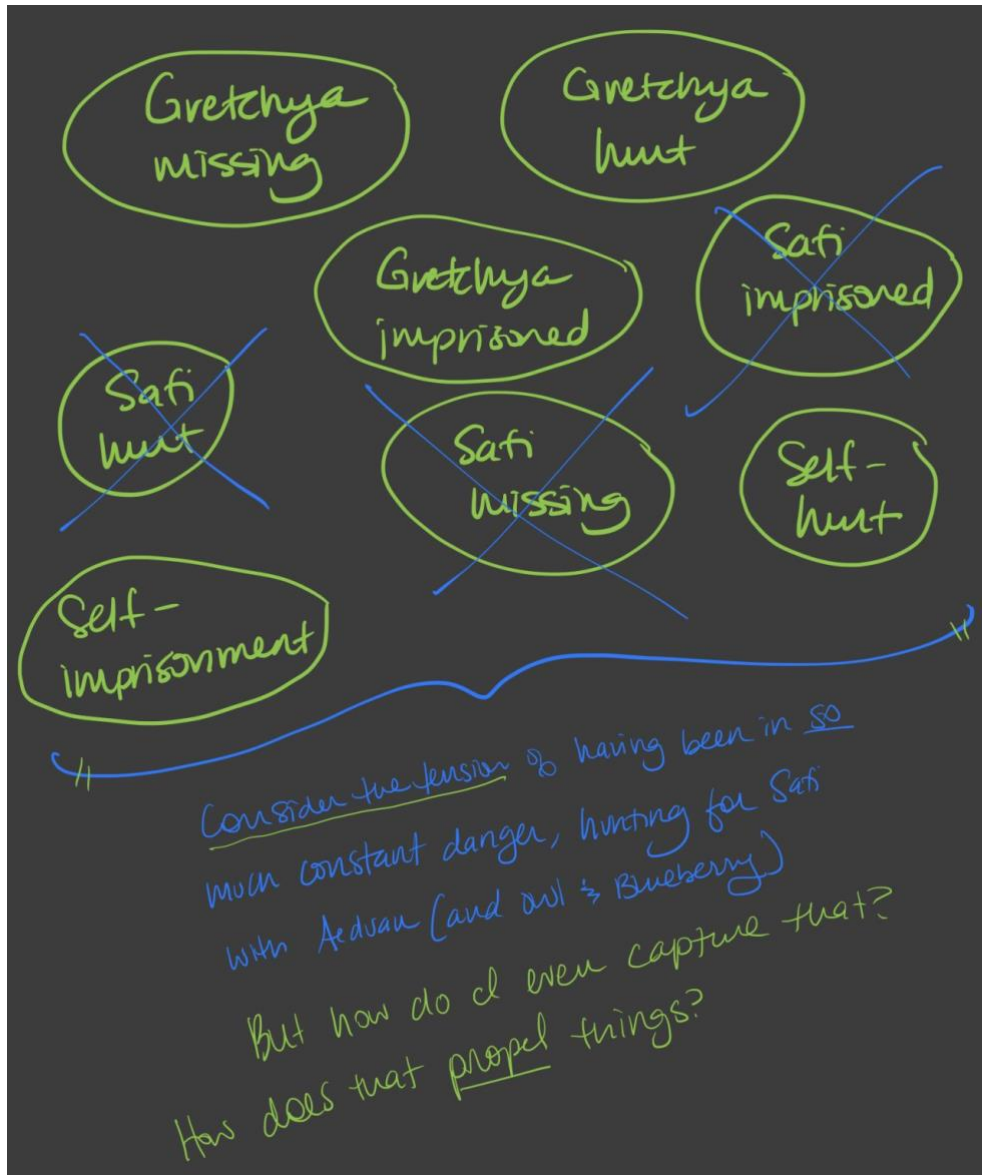 Gretchya
missing
Gretchya
hurt
Safi
imprisoned
Gretchya
imprisoned
Safi
hurt
Safi
missing
Self-
hurt
Self-
imprisonment
Consider the tension of having been in so
much constant danger, hunting for Safi
with Aeduan (and owl & Blueberry)
But how do I even capture that?
How does that propel things?